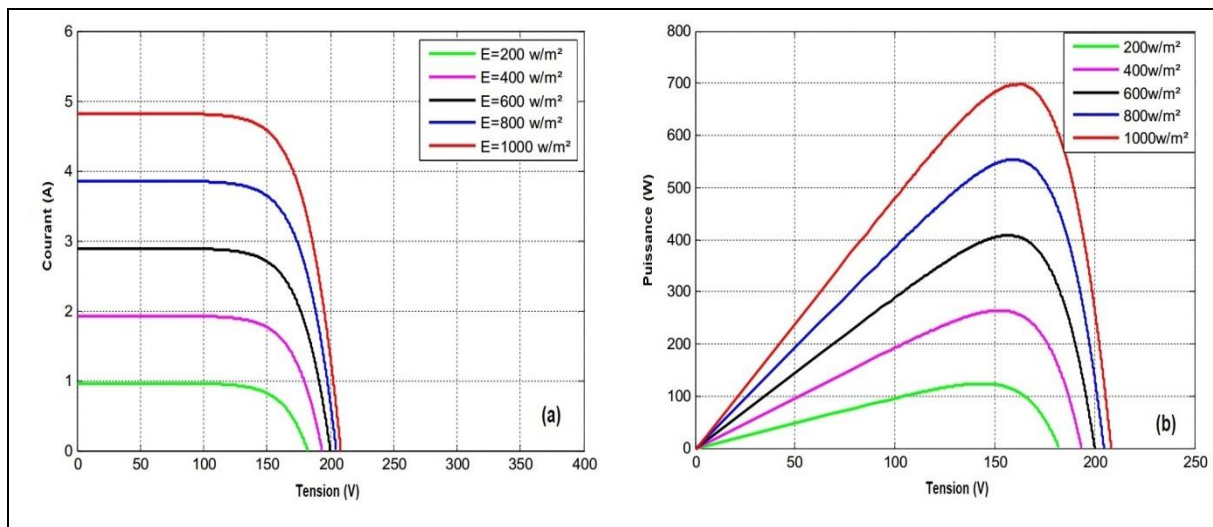 6
5
4
3
2
1
0
Courant (A)
0 50 100 150 200 250 300 350 400
Tension (V)
E=200 w/m²
E=400 w/m²
E=600 w/m²
E=800 w/m²
E=1000 w/m²
(a)
800
700
600
500
400
300
200
100
0
Puissance (W)
0 50 100 150 200 250
Tension (V)
200w/m²
400w/m²
600w/m²
800w/m²
1000w/m²
(b)